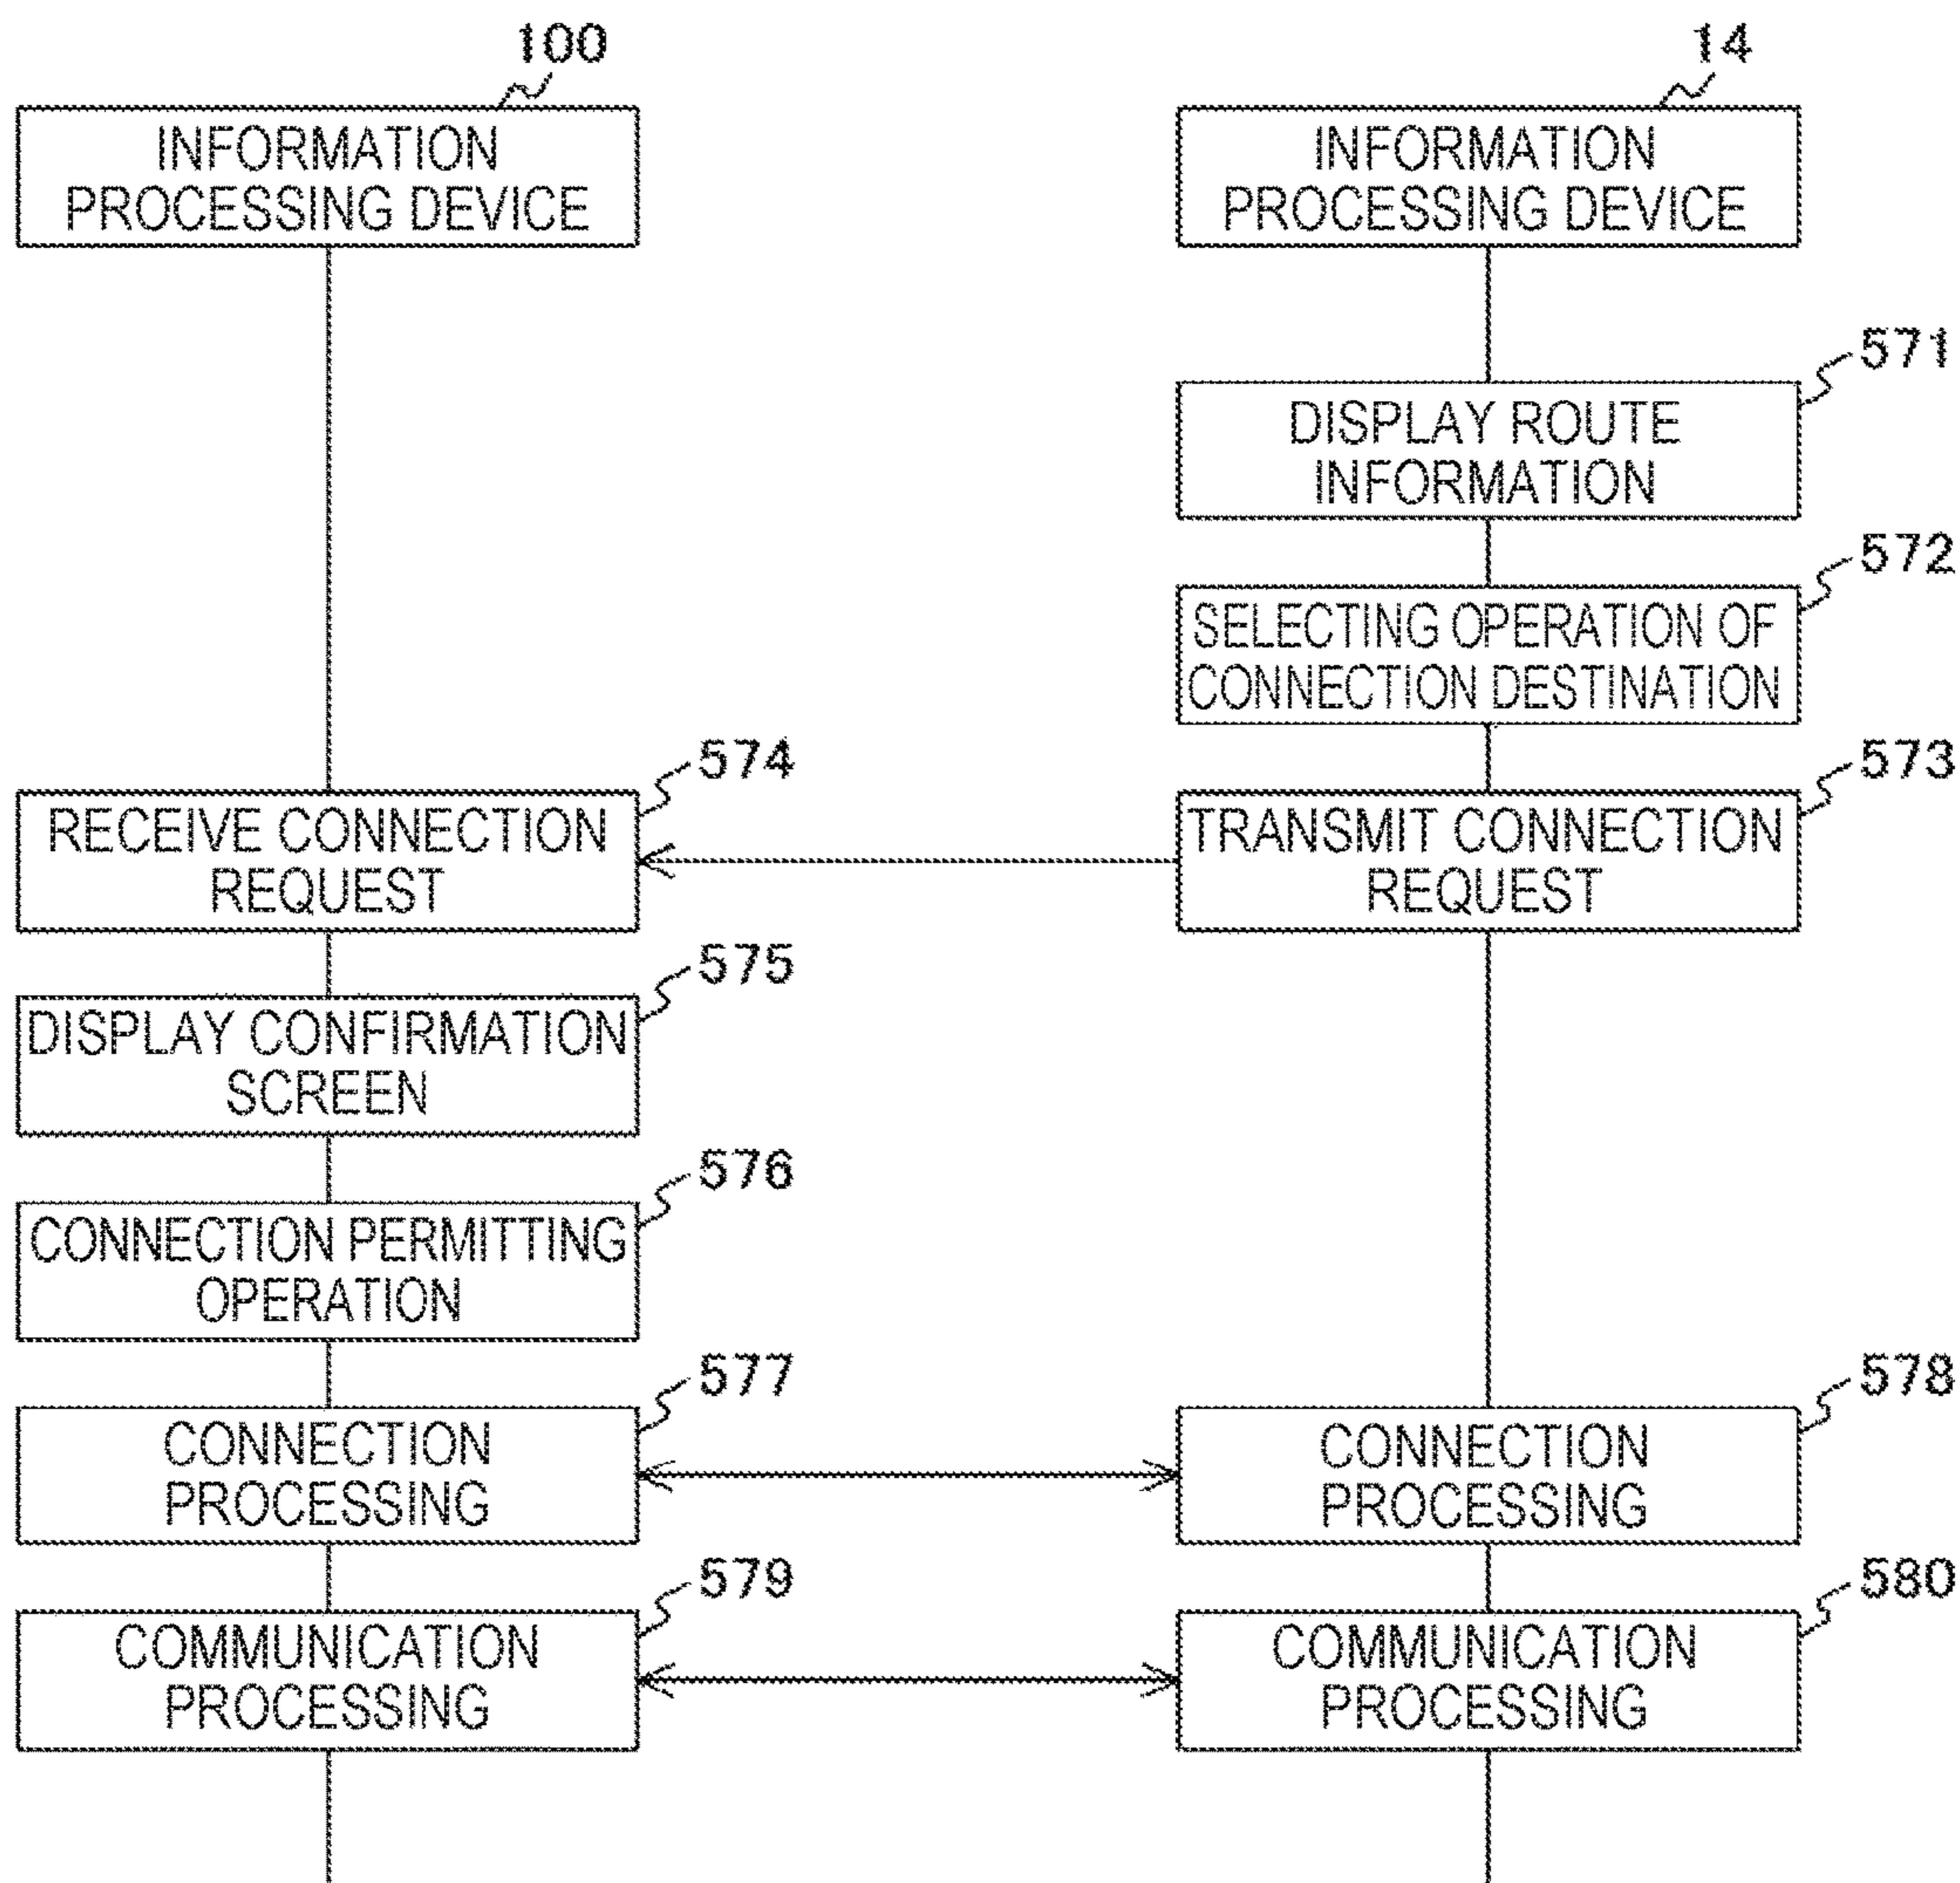 100
INFORMATION
PROCESSING DEVICE
14
INFORMATION
PROCESSING DEVICE
571
DISPLAY ROUTE
INFORMATION
572
SELECTING OPERATION OF
CONNECTION DESTINATION
574
RECEIVE CONNECTION
REQUEST
573
TRANSMIT CONNECTION
REQUEST
575
DISPLAY CONFIRMATION
SCREEN
576
CONNECTION PERMITTING
OPERATION
577
CONNECTION
PROCESSING
578
CONNECTION
PROCESSING
579
COMMUNICATION
PROCESSING
580
COMMUNICATION
PROCESSING